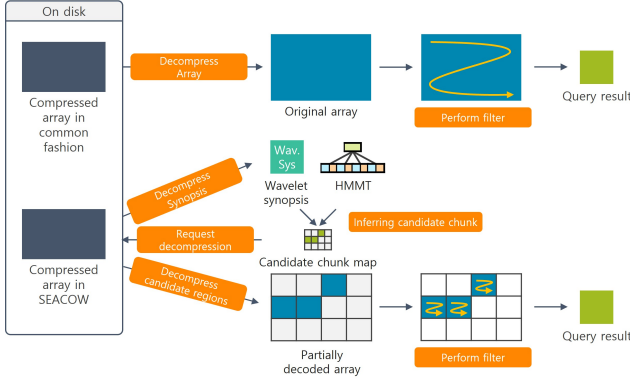 On disk
Decompress
Array
Compressed
array in
common
fashion
Original array
Perform filter
Query result
Decompress
Synopsis
Wav.
Sys
Wavelet
synopsis
HMMT
Inferring candidate chunk
Request
decompression
Candidate chunk map
Compressed
array in
SEACOW
Decompress
candidate regions
Partially
decoded array
Perform filter
Query result